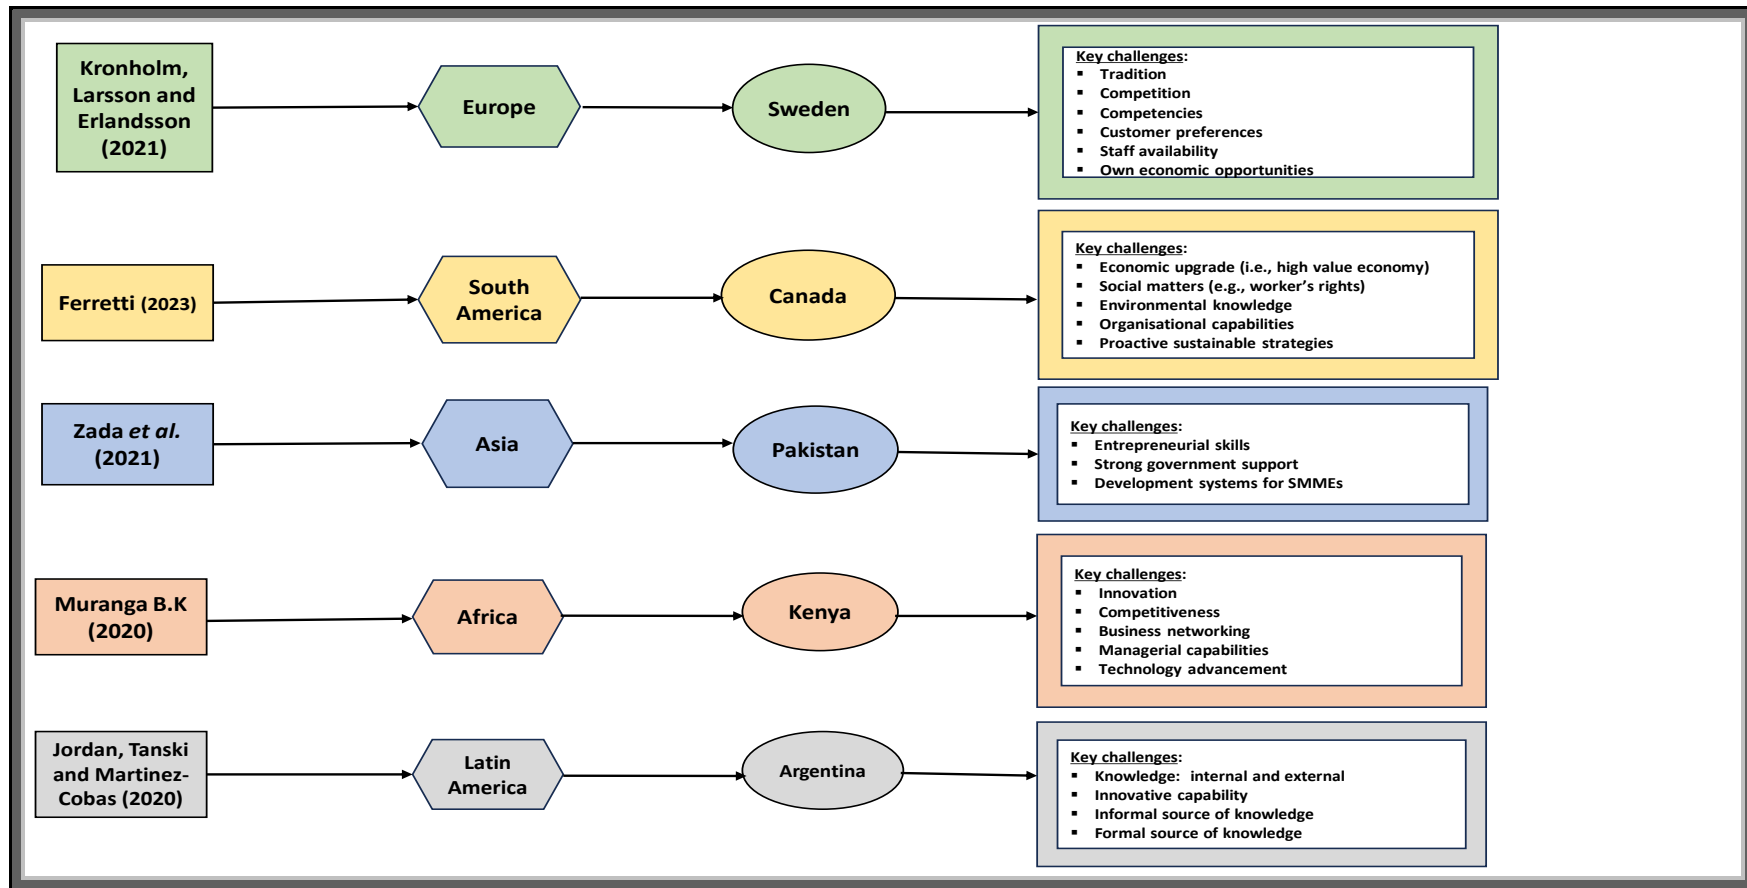 Kronholm,
Larsson and
Erlandsson
(2021)
Europe
Sweden
Key challenges:
▪ Tradition
▪ Competition
▪ Competencies
▪ Customer preferences
▪ Staff availability
▪ Own economic opportunities
Ferretti (2023)
South
America
Canada
Key challenges:
▪ Economic upgrade (i.e., high value economy)
▪ Social matters (e.g., worker’s rights)
▪ Environmental knowledge
▪ Organisational capabilities
▪ Proactive sustainable strategies
Zada et al.
(2021)
Asia
Pakistan
Key challenges:
▪ Entrepreneurial skills
▪ Strong government support
▪ Development systems for SMMEs
Muranga B.K
(2020)
Africa
Kenya
Key challenges:
▪ Innovation
▪ Competitiveness
▪ Business networking
▪ Managerial capabilities
▪ Technology advancement
Jordan, Tanski
and Martinez-
Cobas (2020)
Latin
America
Argentina
Key challenges:
▪ Knowledge: internal and external
▪ Innovative capability
▪ Informal source of knowledge
▪ Formal source of knowledge